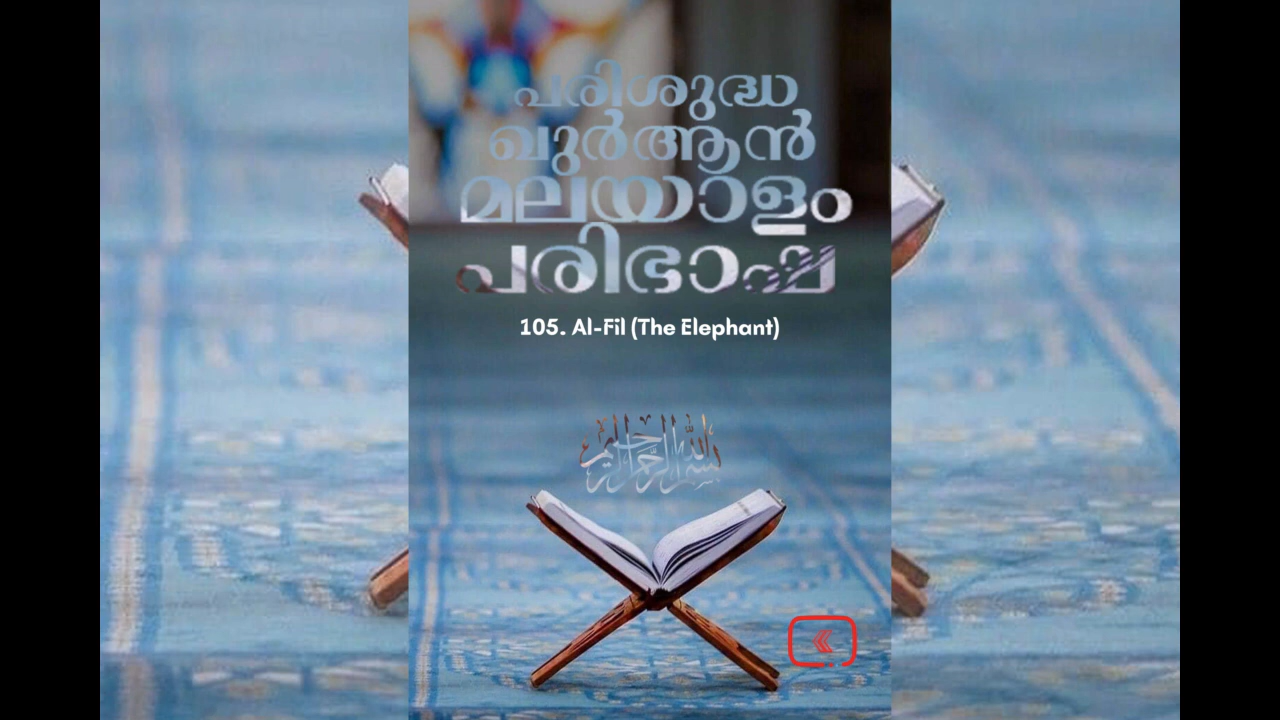 പരിശുദ്ധ
ഖുർആൻ
മലയാളം
പരിഭാഷ
105. Al-Fil (The Elephant)
بسم الله الرحمن الرحيم